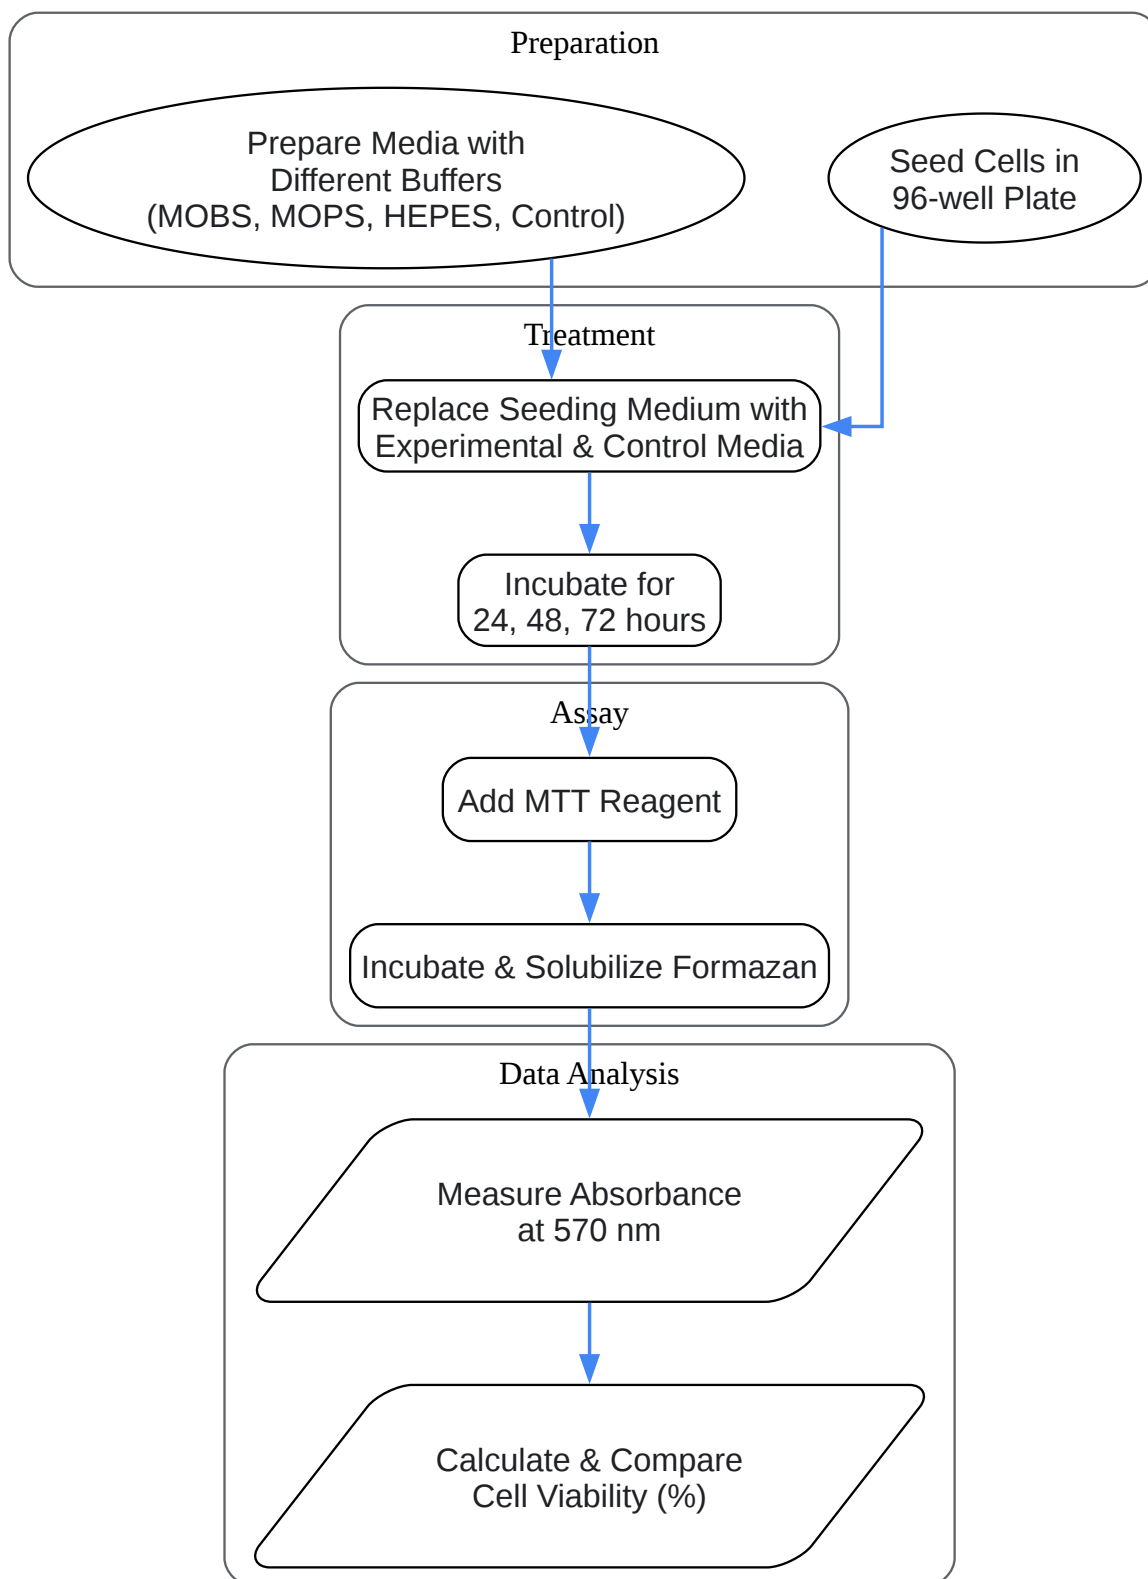 Preparation
Prepare Media with
Different Buffers
(MOBS, MOPS, HEPES, Control)
Seed Cells in
96-well Plate
Treatment
Replace Seeding Medium with
Experimental & Control Media
Incubate for
24, 48, 72 hours
Assay
Add MTT Reagent
Incubate & Solubilize Formazan
Data Analysis
Measure Absorbance
at 570 nm
Calculate & Compare
Cell Viability (%)